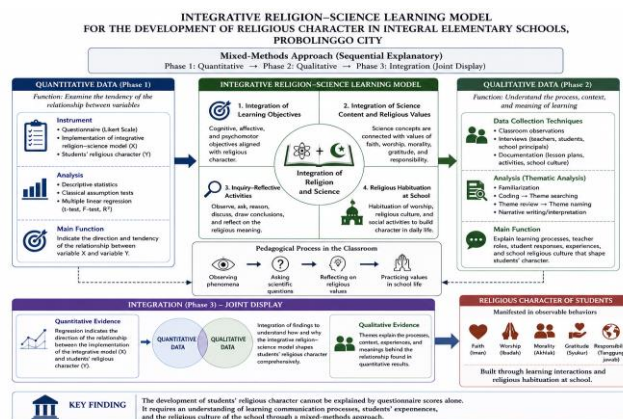 INTEGRATIVE RELIGION–SCIENCE LEARNING MODEL
FOR THE DEVELOPMENT OF RELIGIOUS CHARACTER IN INTEGRAL ELEMENTARY SCHOOLS,
PROBOLINGGO CITY
Mixed-Methods Approach (Sequential Explanatory)
Phase 1: Quantitative → Phase 2: Qualitative → Phase 3: Integration (Joint Display)
QUANTITATIVE DATA (Phase 1)
Function: Examine the tendency of the
relationship between variables
Instrument
• Questionnaire (Likert Scale)
• Implementation of integrative
religion–science model (X)
• Students' religious character (Y)
Analysis
• Descriptive statistics
• Classical assumption tests
• Multiple linear regression
(t-test, F-test, R²)
Main Function
Indicate the direction and tendency
of the relationship between
variable X and variable Y.
INTEGRATIVE RELIGION–SCIENCE LEARNING MODEL
1. Integration of
Learning Objectives
Cognitive, affective, and
psychomotor objectives
aligned with religious
character.
2. Integration of Science
Content and Religious Values
Science concepts are
connected with values of
faith, worship, morality,
gratitude, and
responsibility.
Integration of
Religion
and Science
3. Inquiry-Reflective
Activities
Observe, ask, reason,
discuss, draw conclusions,
and reflect on the
religious meaning.
4. Religious Habituation
at School
Habituation of worship,
religious culture, and
social activities to build
character in daily life.
Pedagogical Process in the Classroom
Observing
phenomena
Asking
scientific
questions
Reflecting on
religious
values
Practicing
values in
school life
QUALITATIVE DATA (Phase 2)
Function: Understand the process, context,
and meaning of learning
Data Collection Techniques
• Classroom observations
• Interviews (teachers, students,
school principals)
• Documentation (lesson plans,
activities, school culture)
Analysis (Thematic Analysis)
• Familiarization
• Coding → Theme searching
• Theme review → Theme naming
• Narrative writing/interpretation
Main Function
Explain learning processes, teacher
roles, student responses, experiences,
and school religious culture that shape
students' character.
INTEGRATION (Phase 3) – JOINT DISPLAY
Quantitative Evidence
Regression indicates the
direction of the relationship
between the implementation
of the integrative model (X)
and students' religious
character (Y).
QUANTITATIVE
DATA
QUALITATIVE
DATA
Integration of findings to
understand how and why
the integrative religion–
science model shapes
students' religious character
comprehensively.
Qualitative Evidence
Themes explain the processes,
context, experiences, and
meanings behind the
relationship found in
quantitative results.
RELIGIOUS CHARACTER OF STUDENTS
Manifested in observable behaviors
Faith
(Iman)
Worship
(Ibadah)
Morality
(Akhlak)
Gratitude
(Syukur)
Responsibil
(Tanggung
jawab)
Built through learning interactions
and religious habituation at school.
KEY FINDING
The development of students' religious character cannot be explained by questionnaire scores alone.
It requires an understanding of learning communication processes, students' expenences,
and the religious culture of the school through a mixed-methods approach.